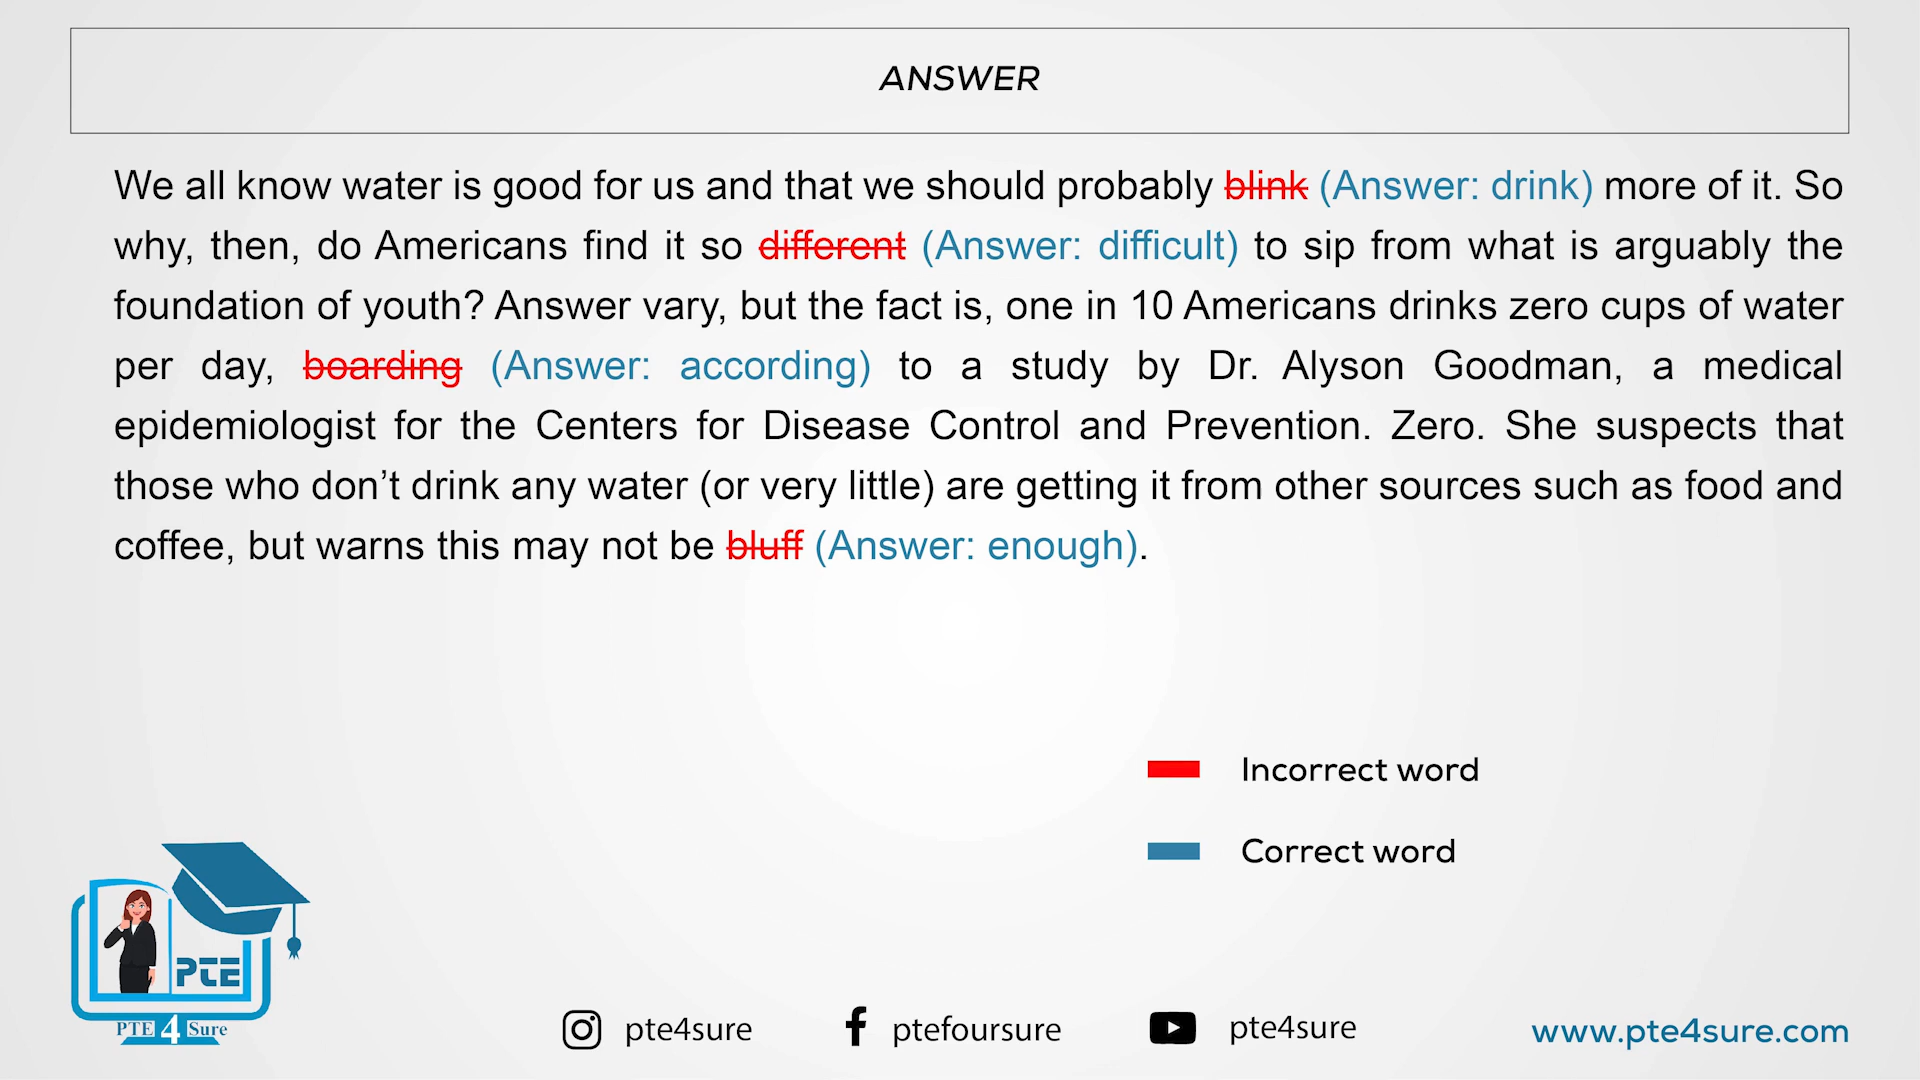 ANSWER
We all know water is good for us and that we should probably blink (Answer: drink) more of it. So
why, then, do Americans find it so different (Answer: difficult) to sip from what is arguably the
foundation of youth? Answer vary, but the fact is, one in 10 Americans drinks zero cups of water
per day, boarding (Answer: according) to a study by Dr. Alyson Goodman, a medical
epidemiologist for the Centers for Disease Control and Prevention. Zero. She suspects that
those who don’t drink any water (or very little) are getting it from other sources such as food and
coffee, but warns this may not be bluff (Answer: enough).
Incorrect word
Correct word
PTE
PTE 4 Sure
pte4sure
ptefoursure
pte4sure
www.pte4sure.com